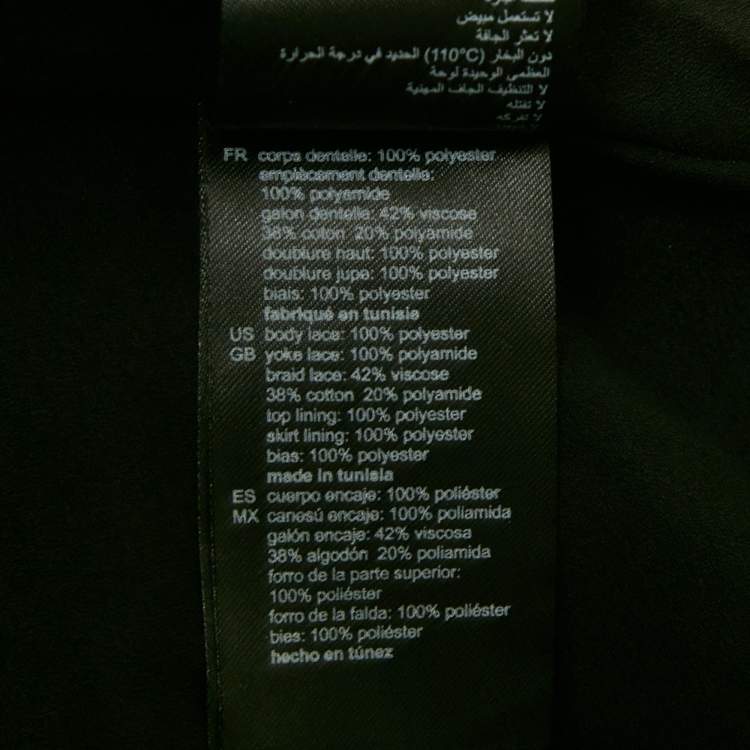 لا تستعمل مبيض
دون البخار (110°C) الحديد في درجة الحرارة
العظمى الوحيدة لوحة
لا التنظيف الجاف المهنية
FR corps dentelle: 100% polyester
emplècement dentelle:
100% polyamide
galon dentelle: 42% viscose
38% coton 20% polyamide
doublure haut: 100% polyester
doublure jupe: 100% polyester
biais: 100% polyester
fabriqué en tunisie
US body lace: 100% polyester
GB yoke lace: 100% polyamide
braid lace: 42% viscose
38% cotton 20% polyamide
top lining: 100% polyester
skirt lining: 100% polyester
bias: 100% polyester
made in tunisia
ES cuerpo encaje: 100% poliéster
MX canesú encaje: 100% poliamida
galón encaje: 42% viscosa
38% algodón 20% poliamida
forro de la parte superior:
100% poliéster
forro de la falda: 100% poliéster
bies: 100% poliéster
hecho en túnez